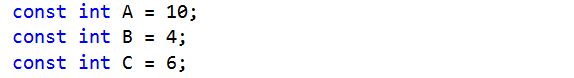 const int A = 10;
const int B = 4;
const int C = 6;